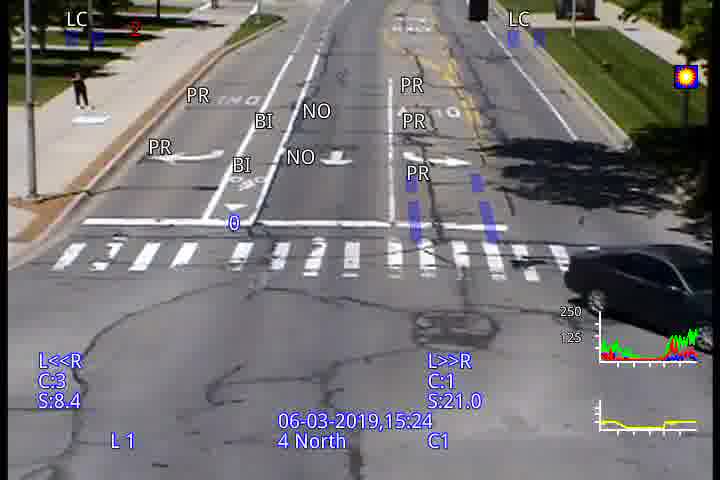 LC
2
LC
PR
PR
BI
NO
PR
PR
NO
BI
PR
0
250
125
L<<R
C:3
S:8.4
L>>R
C:1
S:21.0
06-03-2019,15:24
L 1
4 North
C1
ONLY